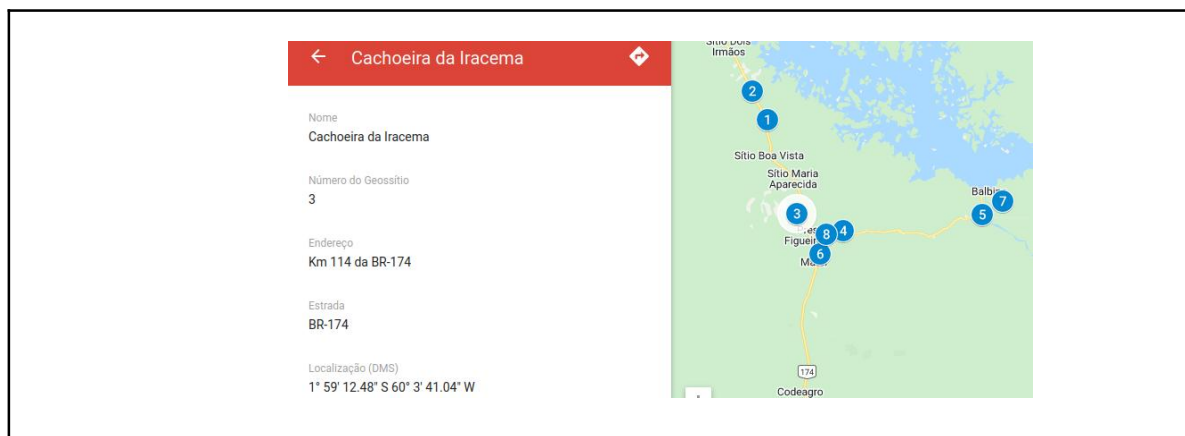 Cachoeira da Iracema
Nome
Cachoeira da Iracema
Número do Geossítio
3
Endereço
Km 114 da BR-174
Estrada
BR-174
Localização (DMS)
1° 59' 12.48" S 60° 3' 41.04" W
Sítio Dois
Irmãos
2
1
Sítio Boa Vista
Sítio Maria
Aparecida
7
5
3
8
4
6
174
Codeagro